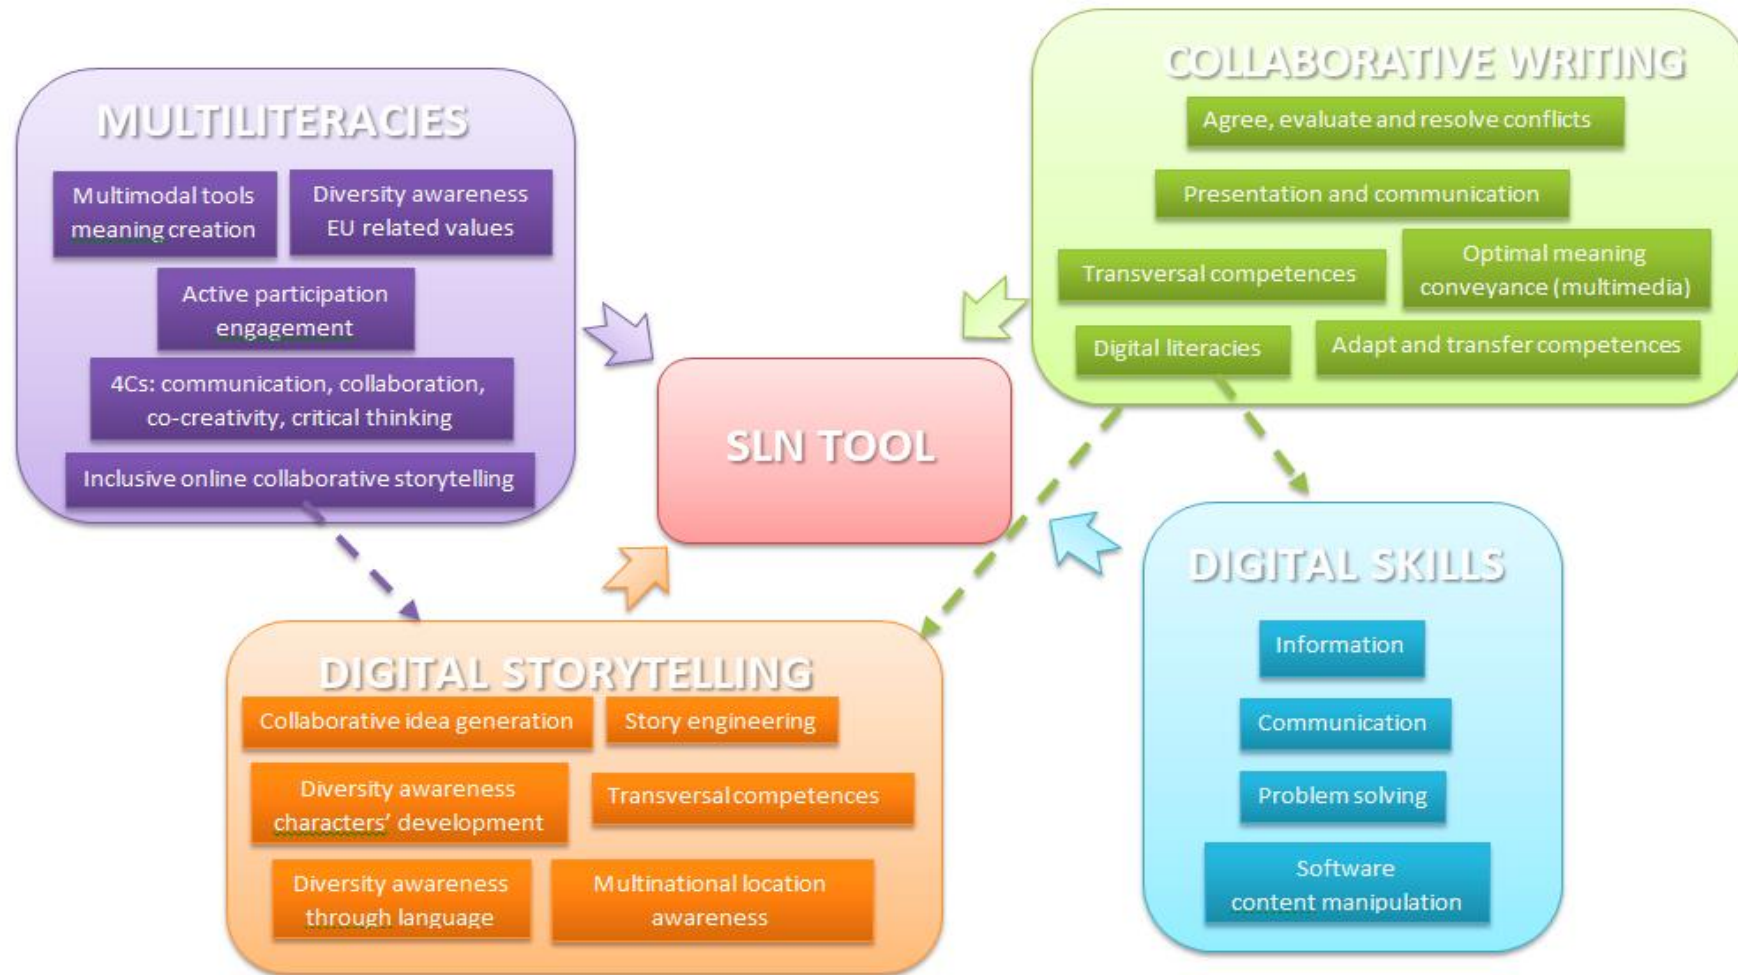 MULTILITERACIES
Multimodal tools
meaning creation
Diversity awareness
EU related values
Active participation
engagement
4Cs: communication, collaboration,
co-creativity, critical thinking
Inclusive online collaborative storytelling
COLLABORATIVE WRITING
Agree, evaluate and resolve conflicts
Presentation and communication
Transversal competences
Optimal meaning
conveyance (multimedia)
Digital literacies
Adapt and transfer competences
SLN TOOL
DIGITAL STORYTELLING
Collaborative idea generation
Story engineering
Diversity awareness
characters’ development
Transversal competences
Diversity awareness
through language
Multinational location
awareness
DIGITAL SKILLS
Information
Communication
Problem solving
Software
content manipulation